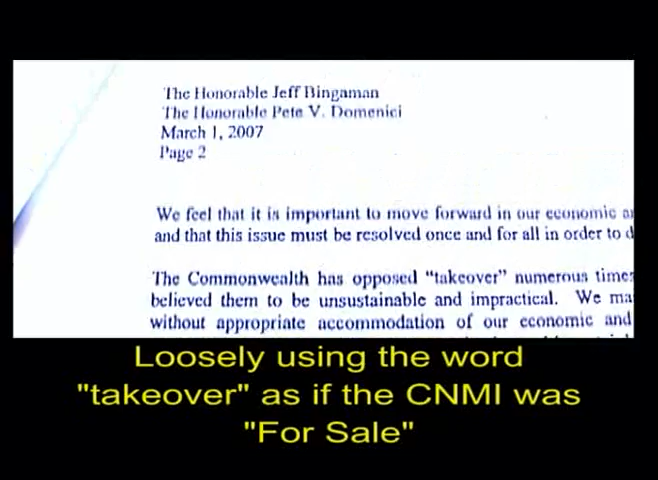 The Honorable Jeff Bingaman
The Honorable Pete V. Domenici
March 1, 2007
Page 2
We feel that it is important to move forward in our economic a
and that this issue must be resolved once and for all in order to d
The Commonwealth has opposed "takeover" numerous times
believed them to be unsustainable and impractical. We ma
without appropriate accommodation of our economic and
Loosely using the word
"takeover" as if the CNMI was
"For Sale"